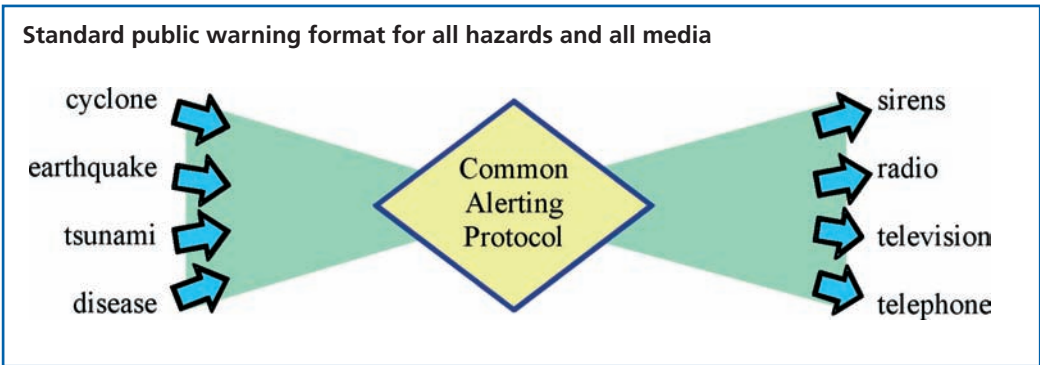 Standard public warning format for all hazards and all media
cyclone
earthquake
tsunami
disease
Common
Alerting
Protocol
sirens
radio
television
telephone